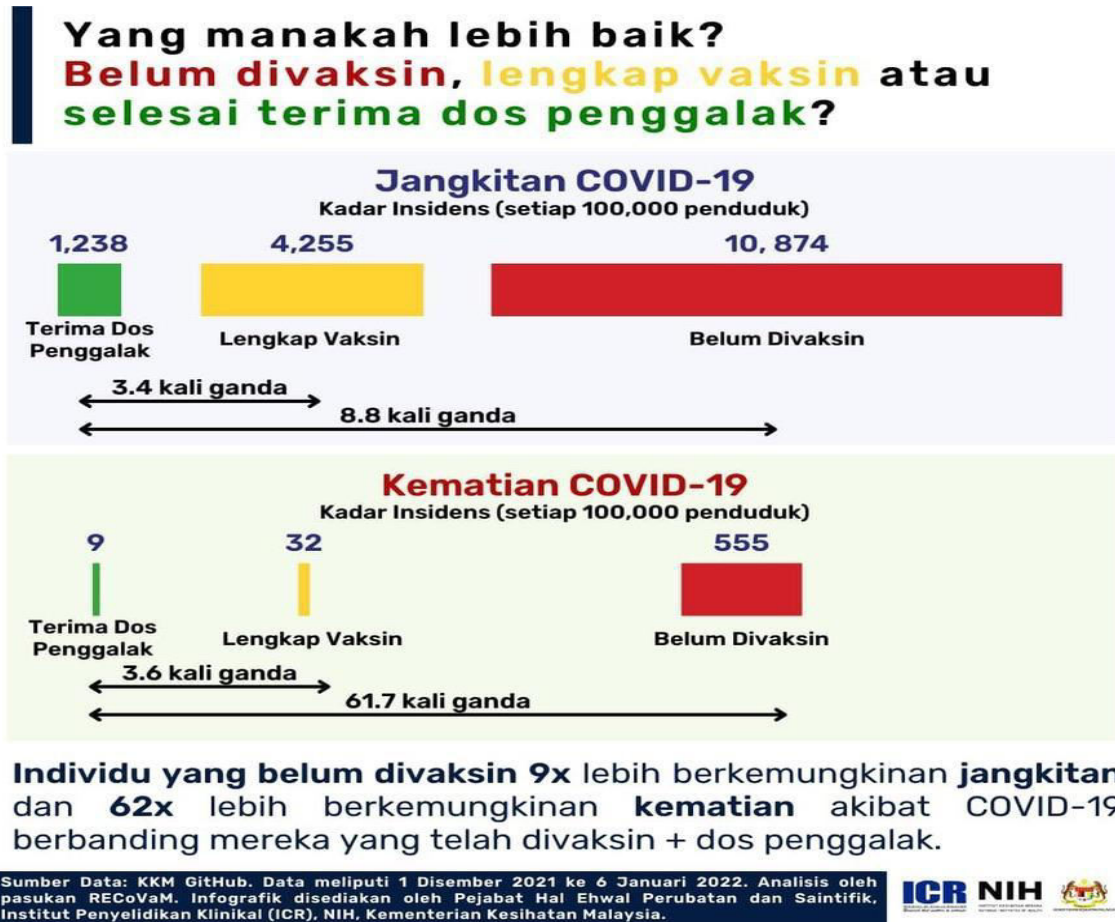 Yang manakah lebih baik?
Belum divaksin, lengkap vaksin atau
selesai terima dos penggalak?
Jangkitan COVID-19
Kadar Insidens (setiap 100,000 penduduk)
1,238
4,255
10, 874
Terima Dos
Penggalak
Lengkap Vaksin
Belum Divaksin
3.4 kali ganda
8.8 kali ganda
Kematian COVID-19
Kadar Insidens (setiap 100,000 penduduk)
9
32
555
Terima Dos
Penggalak
Lengkap Vaksin
Belum Divaksin
3.6 kali ganda
61.7 kali ganda
Individu yang belum divaksin 9x lebih berkemungkinan jangkitan
dan 62x lebih berkemungkinan kematian akibat COVID-19
berbanding mereka yang telah divaksin + dos penggalak.
Sumber Data: KKM GitHub. Data meliputi 1 Disember 2021 ke 6 Januari 2022. Analisis oleh
pasukan RECoVaM. Infografik disediakan oleh Pejabat Hal Ehwal Perubatan dan Saintifik,
Institut Penyelidikan Klinikal (ICR), NIH, Kementerian Kesihatan Malaysia.
ICR
NIH